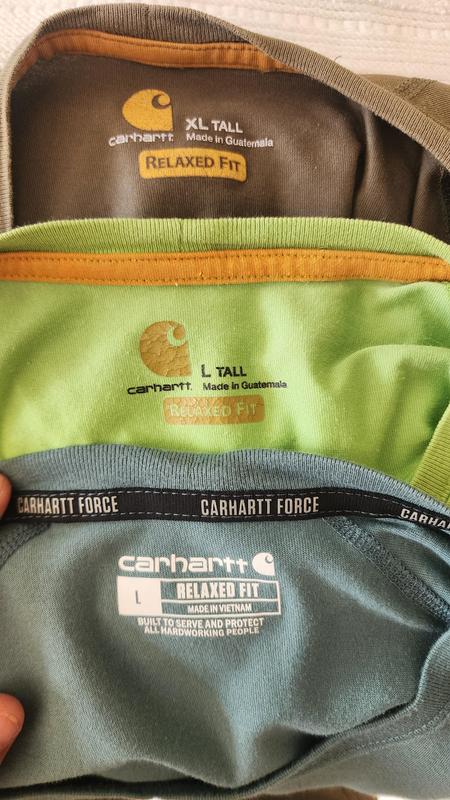 XL TALL
carhartt Made in Guatemala
RELAXED FIT
L TALL
carhartt. Made in Guatemala
RELAXED FIT
CARHARTT FORCE CARHARTT FORCE CARHA
carhartt
L RELAXED FIT
MADE IN VIETNAM
BUILT TO SERVE AND PROTECT
ALL HARDWORKING PEOPLE